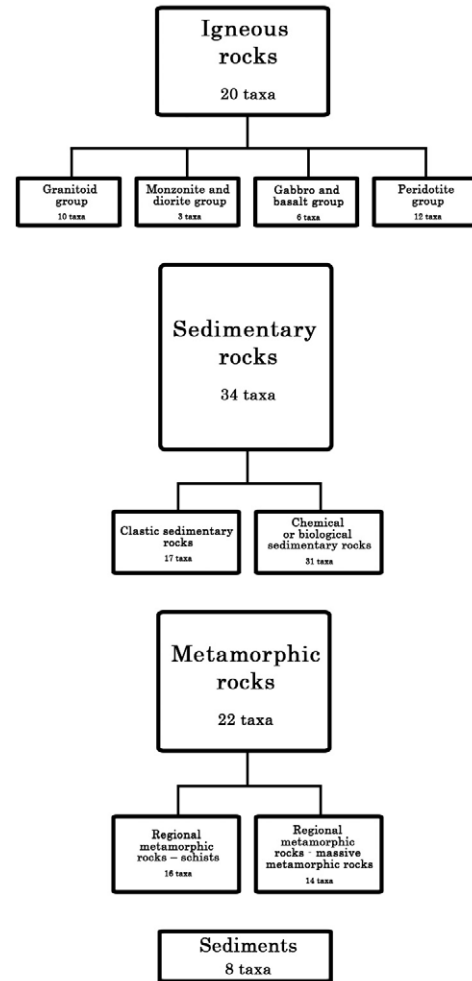 Igneous
rocks
20 taxa
Granitoid
group
10 taxa
Monzonite and
diorite group
3 taxa
Gabbro and
basalt group
6 taxa
Peridotite
group
12 taxa
Sedimentary
rocks
34 taxa
Clastic sedimentary
rocks
17 taxa
Chemical
or biological
sedimentary rocks
31 taxa
Metamorphic
rocks
22 taxa
Regional
metamorphic
rocks – schists
16 taxa
Regional
metamorphic
rocks - massive
metamorphic rocks
14 taxa
Sediments
8 taxa